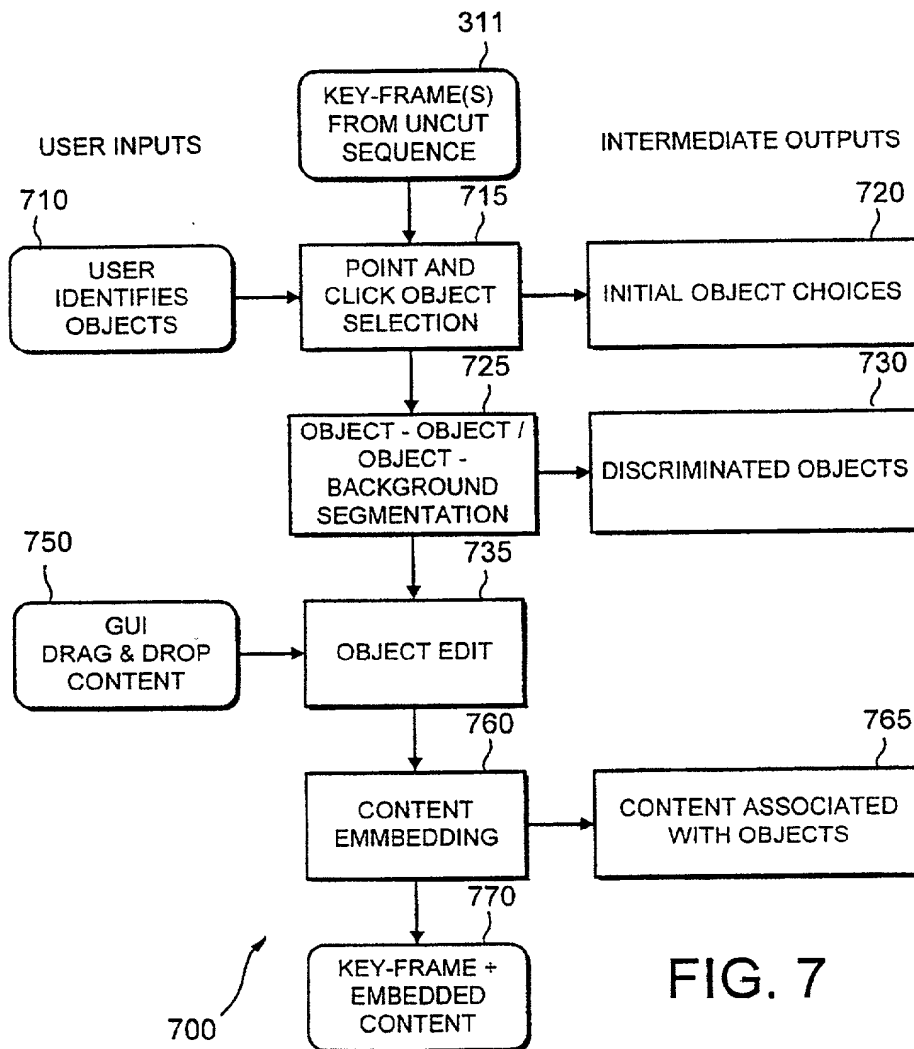 311
KEY-FRAME(S)
FROM UNCUT
SEQUENCE
USER INPUTS
INTERMEDIATE OUTPUTS
710
USER
IDENTIFIES
OBJECTS
715
POINT AND
CLICK OBJECT
SELECTION
720
INITIAL OBJECT CHOICES
725
OBJECT - OBJECT /
OBJECT -
BACKGROUND
SEGMENTATION
730
DISCRIMINATED OBJECTS
750
GUI
DRAG & DROP
CONTENT
735
OBJECT EDIT
760
CONTENT
EMMBEDDING
765
CONTENT ASSOCIATED
WITH OBJECTS
770
KEY-FRAME +
EMBEDDED
CONTENT
700
FIG. 7